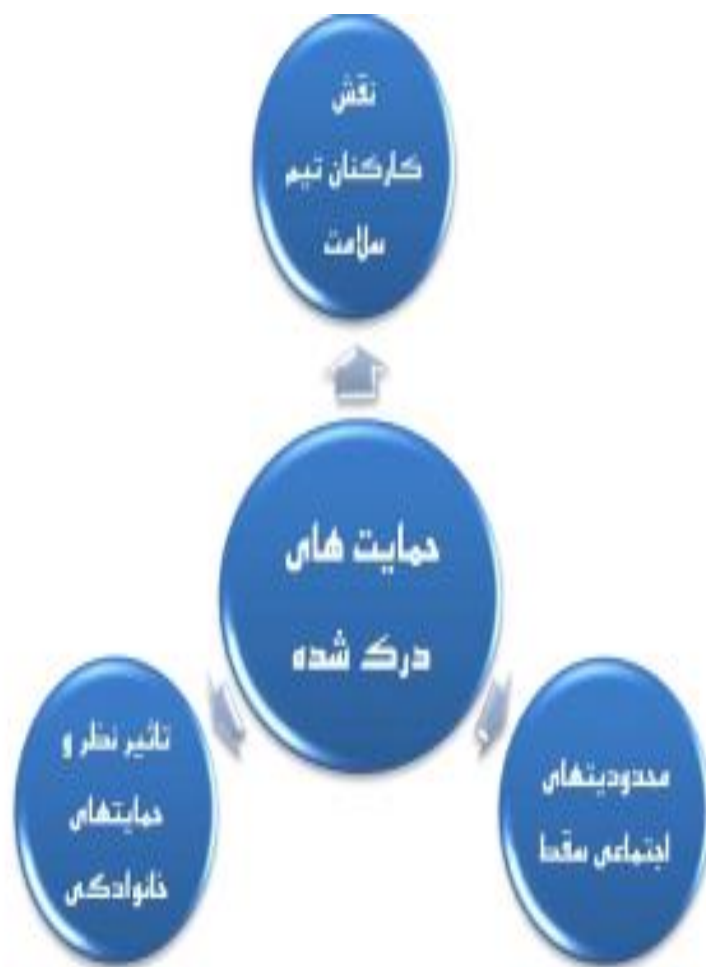 نقش
کارکنان تیم
سلامت
حمایت های
درک شده
محدودیتهای
اجتماعی سقط
تاثیر نظر و
حمایتهای
خانوادگی